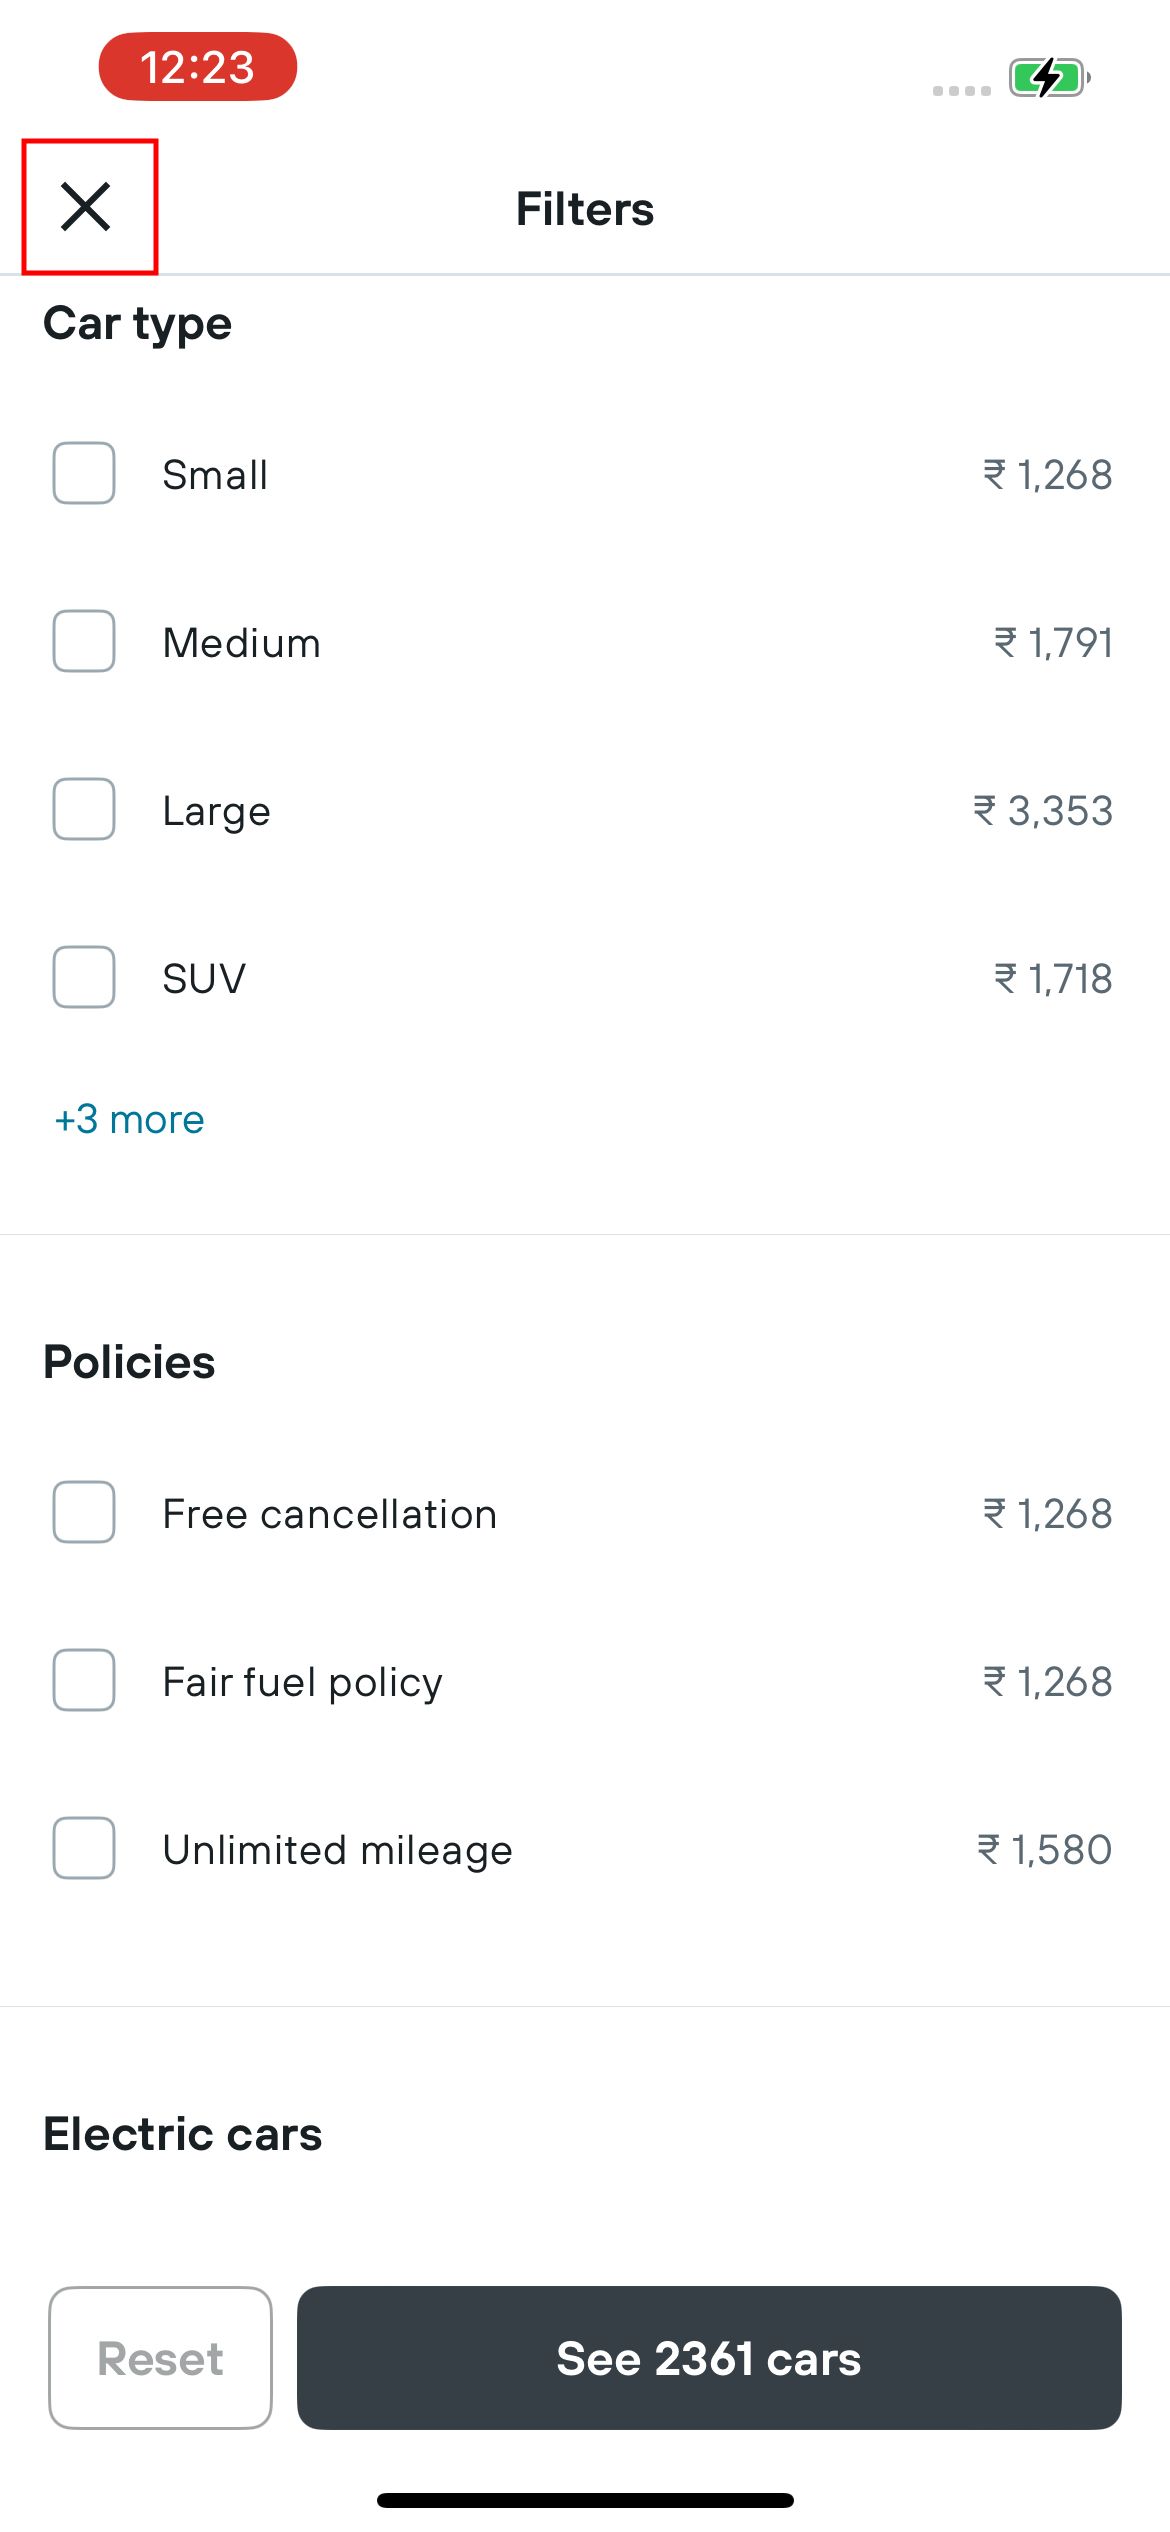 12:23
Filters
Car type
Small ₹ 1,268
Medium ₹ 1,791
Large ₹ 3,353
SUV ₹ 1,718
+3 more
Policies
Free cancellation ₹ 1,268
Fair fuel policy ₹ 1,268
Unlimited mileage ₹ 1,580
Electric cars
Reset See 2361 cars